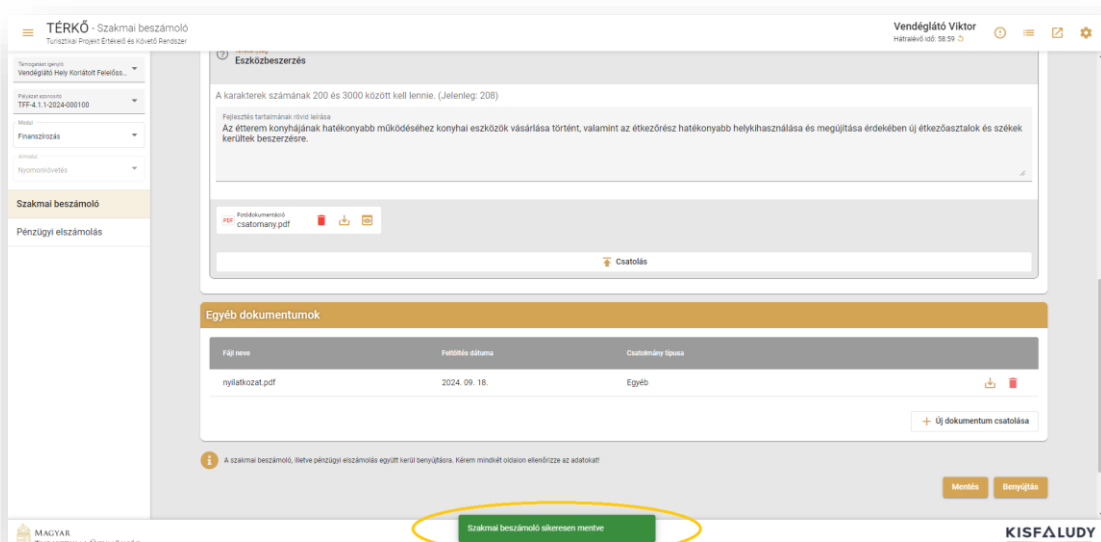 TÉRKŐ - Szakmai beszámoló
Turisztikai Projekt Értékelő és Követő Rendszer
Vendéglátó Viktor
Hátralévő idő: 58:59
Támogatást igénylő
Vendéglátó Hely Korlátolt Felelőss...
Pályázat azonosító
TFF-4.1.1-2024-000100
Modul
Finanszírozás
Almodul
Nyomonkövetés
Szakmai beszámoló
Pénzügyi elszámolás
Eszközbeszerzés
A karakterek számának 200 és 3000 között kell lennie. (Jelenleg: 208)
Fejlesztés tartalmának rövid leírása
Az étterem konyhájának hatékonyabb működéséhez konyhai eszközök vásárlása történt, valamint az étkezőrész hatékonyabb helykihasználása és megújítása érdekében új étkezőasztalok és székek
kerültek beszerzésre.
PDF
Fotódokumentáció
csatomany.pdf
Csatolás
Egyéb dokumentumok
Fájl neve Feltöltés dátuma Csatolmány típusa
nyilatkozat.pdf 2024. 09. 18. Egyéb
+ Új dokumentum csatolása
A szakmai beszámoló, illetve pénzügyi elszámolás együtt kerül benyújtásra. Kérem mindkét oldalon ellenőrizze az adatokat!
Mentés Benyújtás
Szakmai beszámoló sikeresen mentve
MAGYAR
KISFALUDY